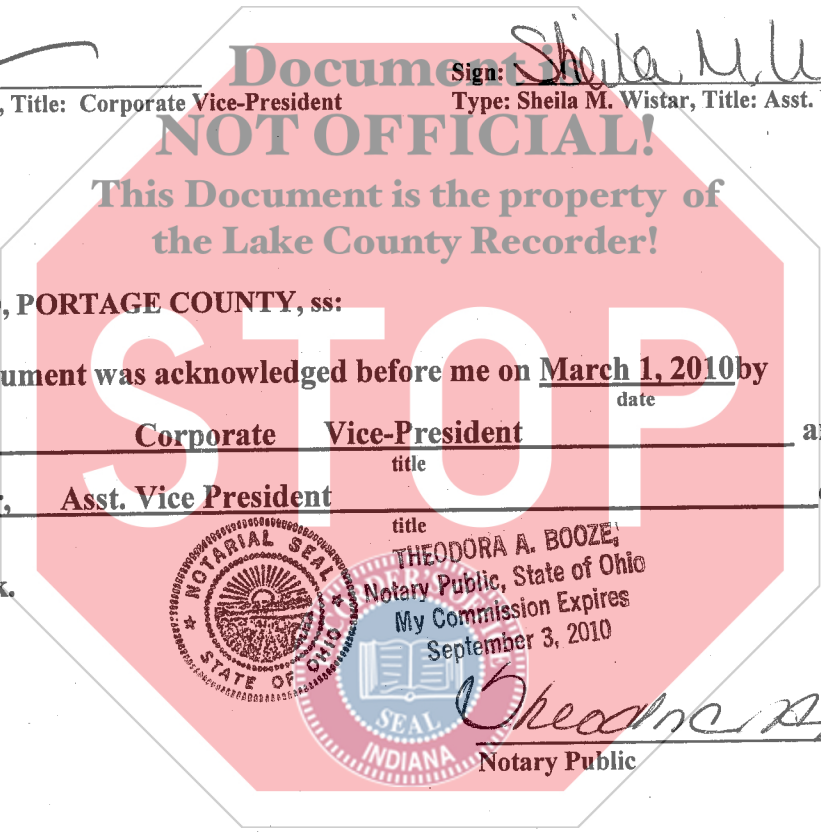 Document is
Sign: Sheila M. W
, Title: Corporate Vice-President
Type: Sheila M. Wistar, Title: Asst.
NOT OFFICIAL!
This Document is the property of
the Lake County Recorder!
, PORTAGE COUNTY, ss:
STOP
ument was acknowledged before me on March 1, 2010by
date
Corporate Vice-President
title
Asst. Vice President
title
NOTARIAL SEAL
STATE OF OHIO
THEODORA A. BOOZE,
Notary Public, State of Ohio
My Commission Expires
September 3, 2010
k.
SEAL
INDIANA
Theodora A.
Notary Public